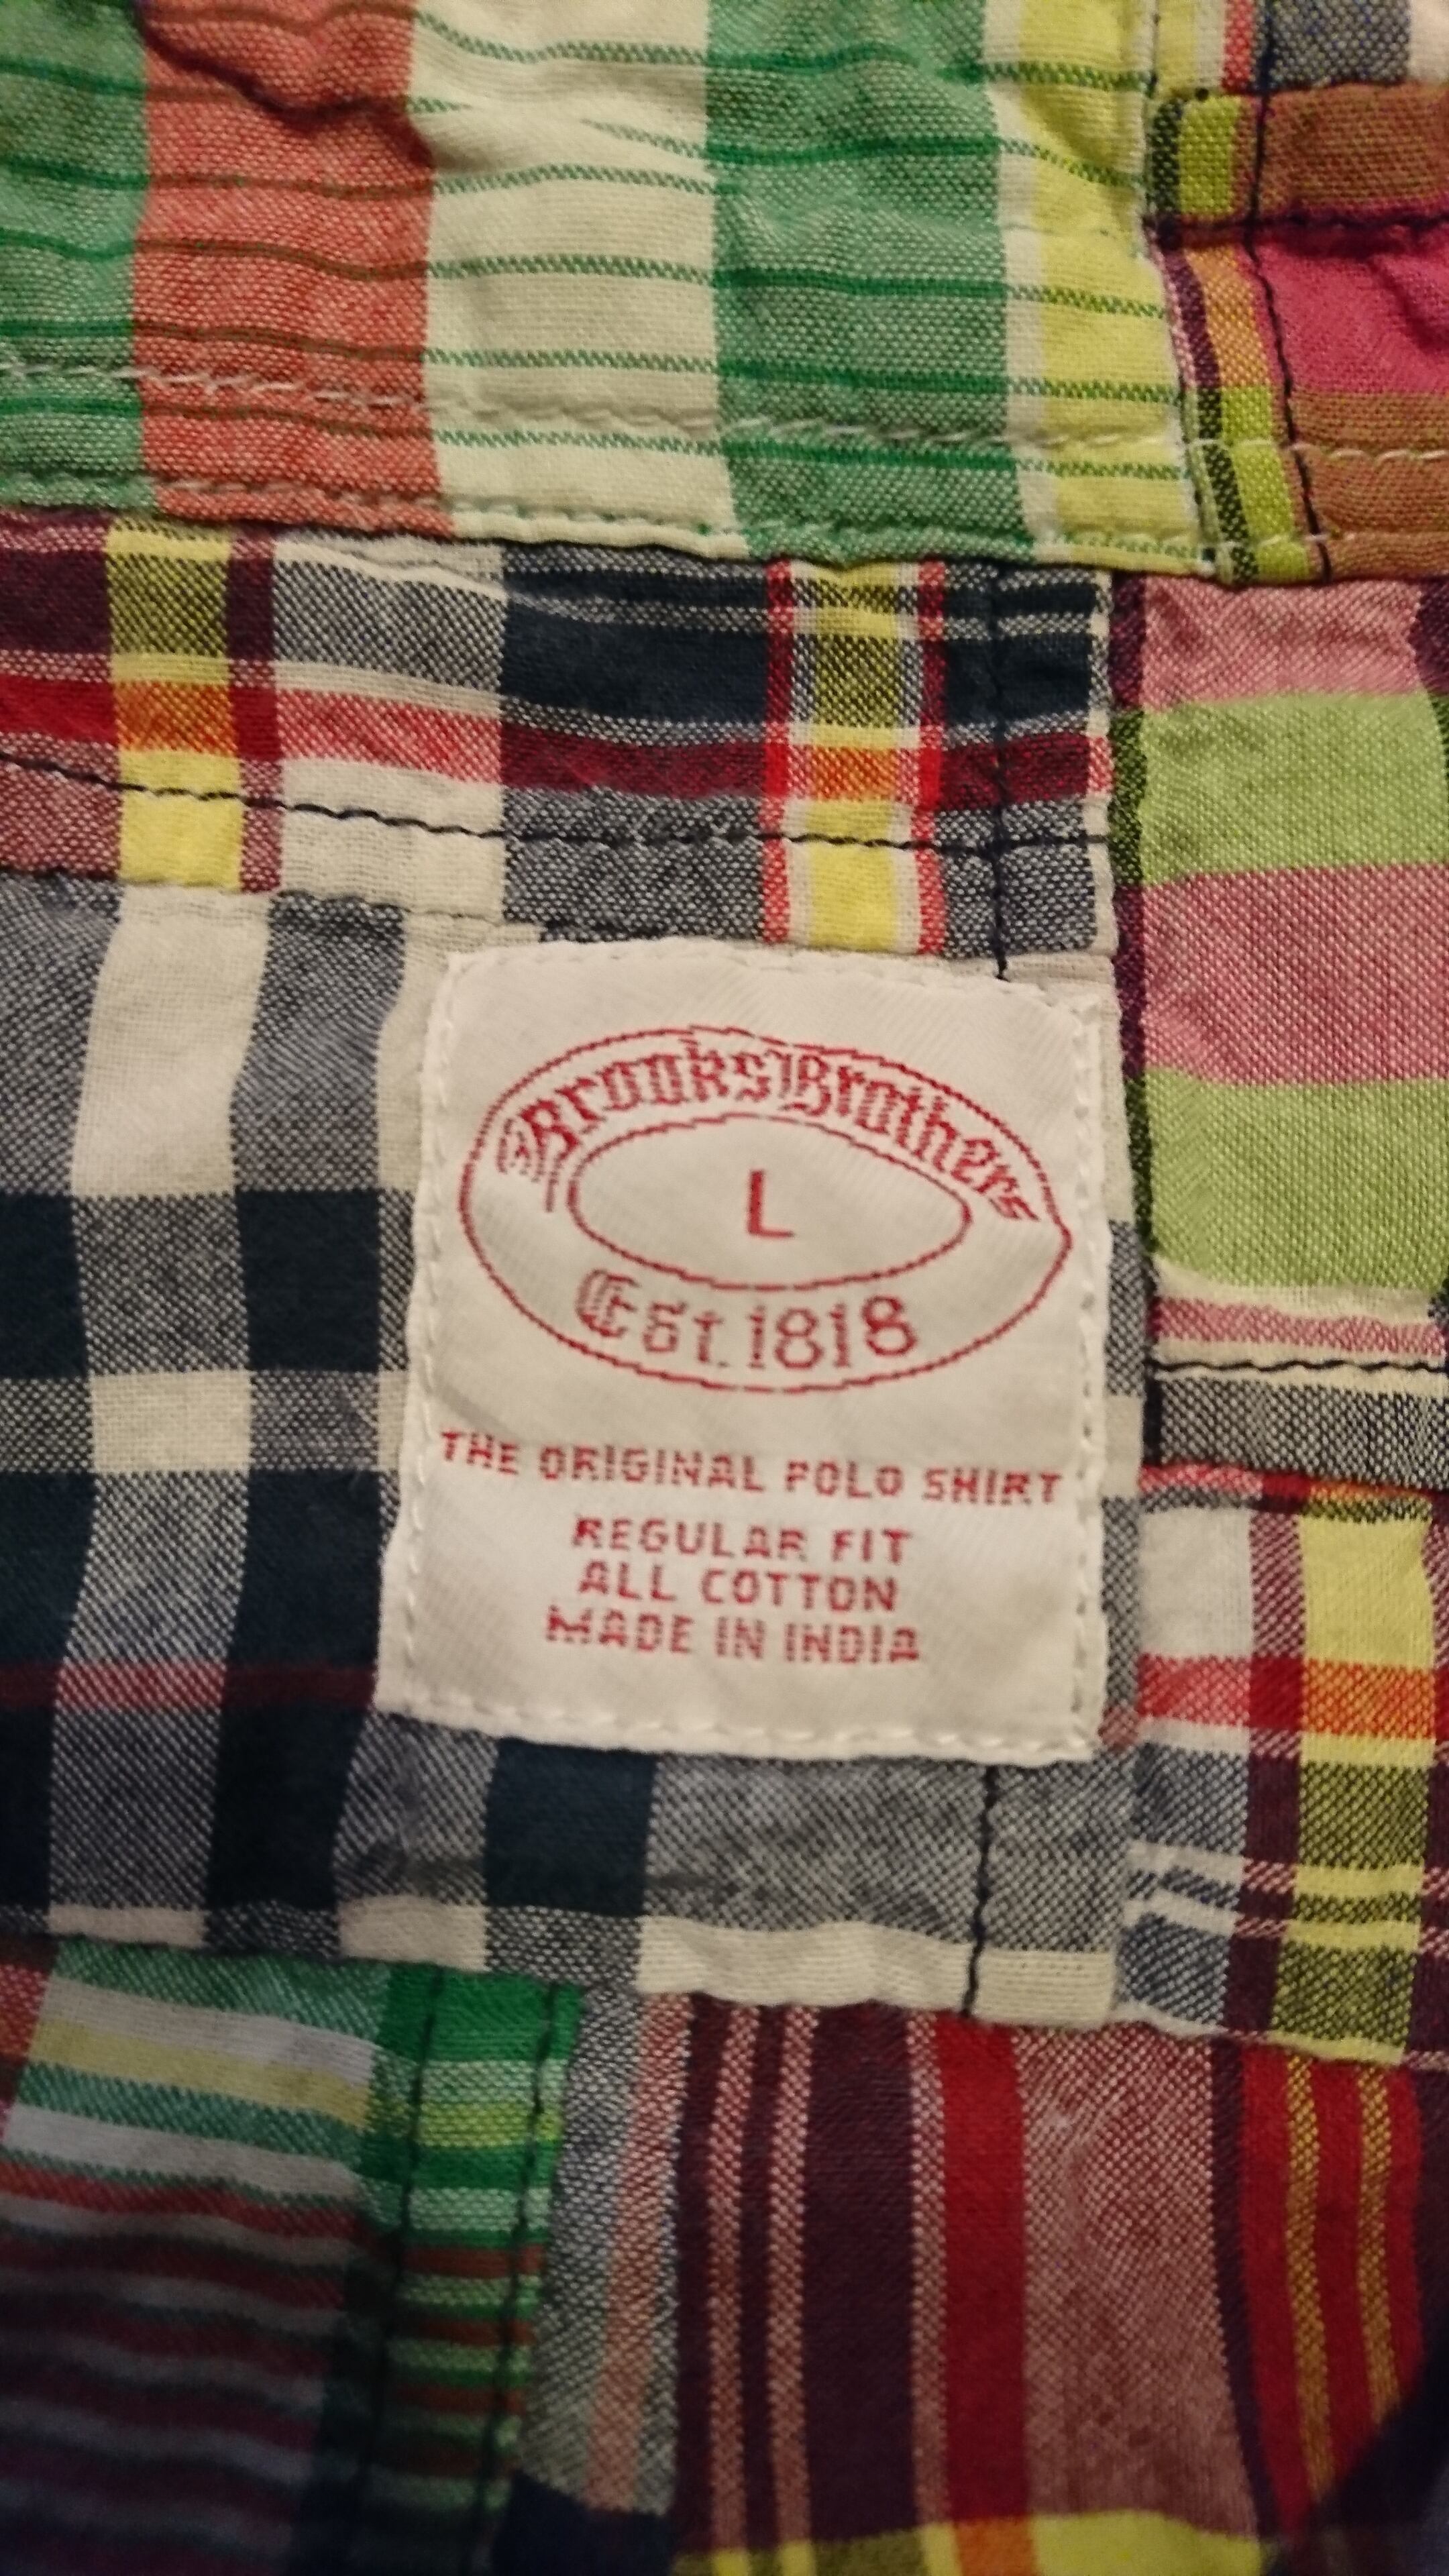 ©Brooks Brothers
L
Est. 1818
THE ORIGINAL POLO SHIRT
REGULAR FIT
ALL COTTON
MADE IN INDIA